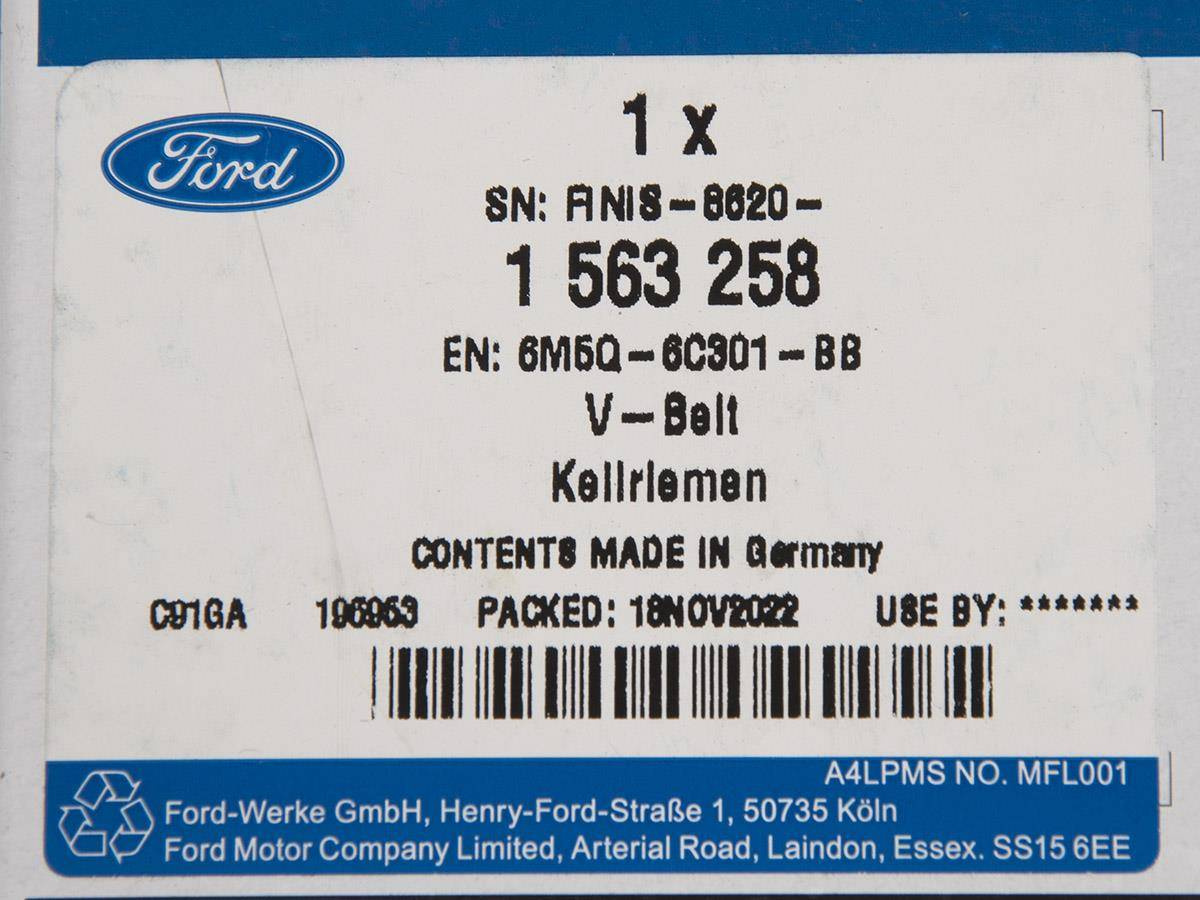 Ford
1 x
SN: FINIS-8620-
1 563 258
EN: 6M5Q-6C301-BB
V-Belt
Keilriemen
CONTENTS MADE IN Germany
C91GA 196953 PACKED: 18NOV2022 USE BY: *******
A4LPMS NO. MFL001
Ford-Werke GmbH, Henry-Ford-Straße 1, 50735 Köln
Ford Motor Company Limited, Arterial Road, Laindon, Essex. SS15 6EE